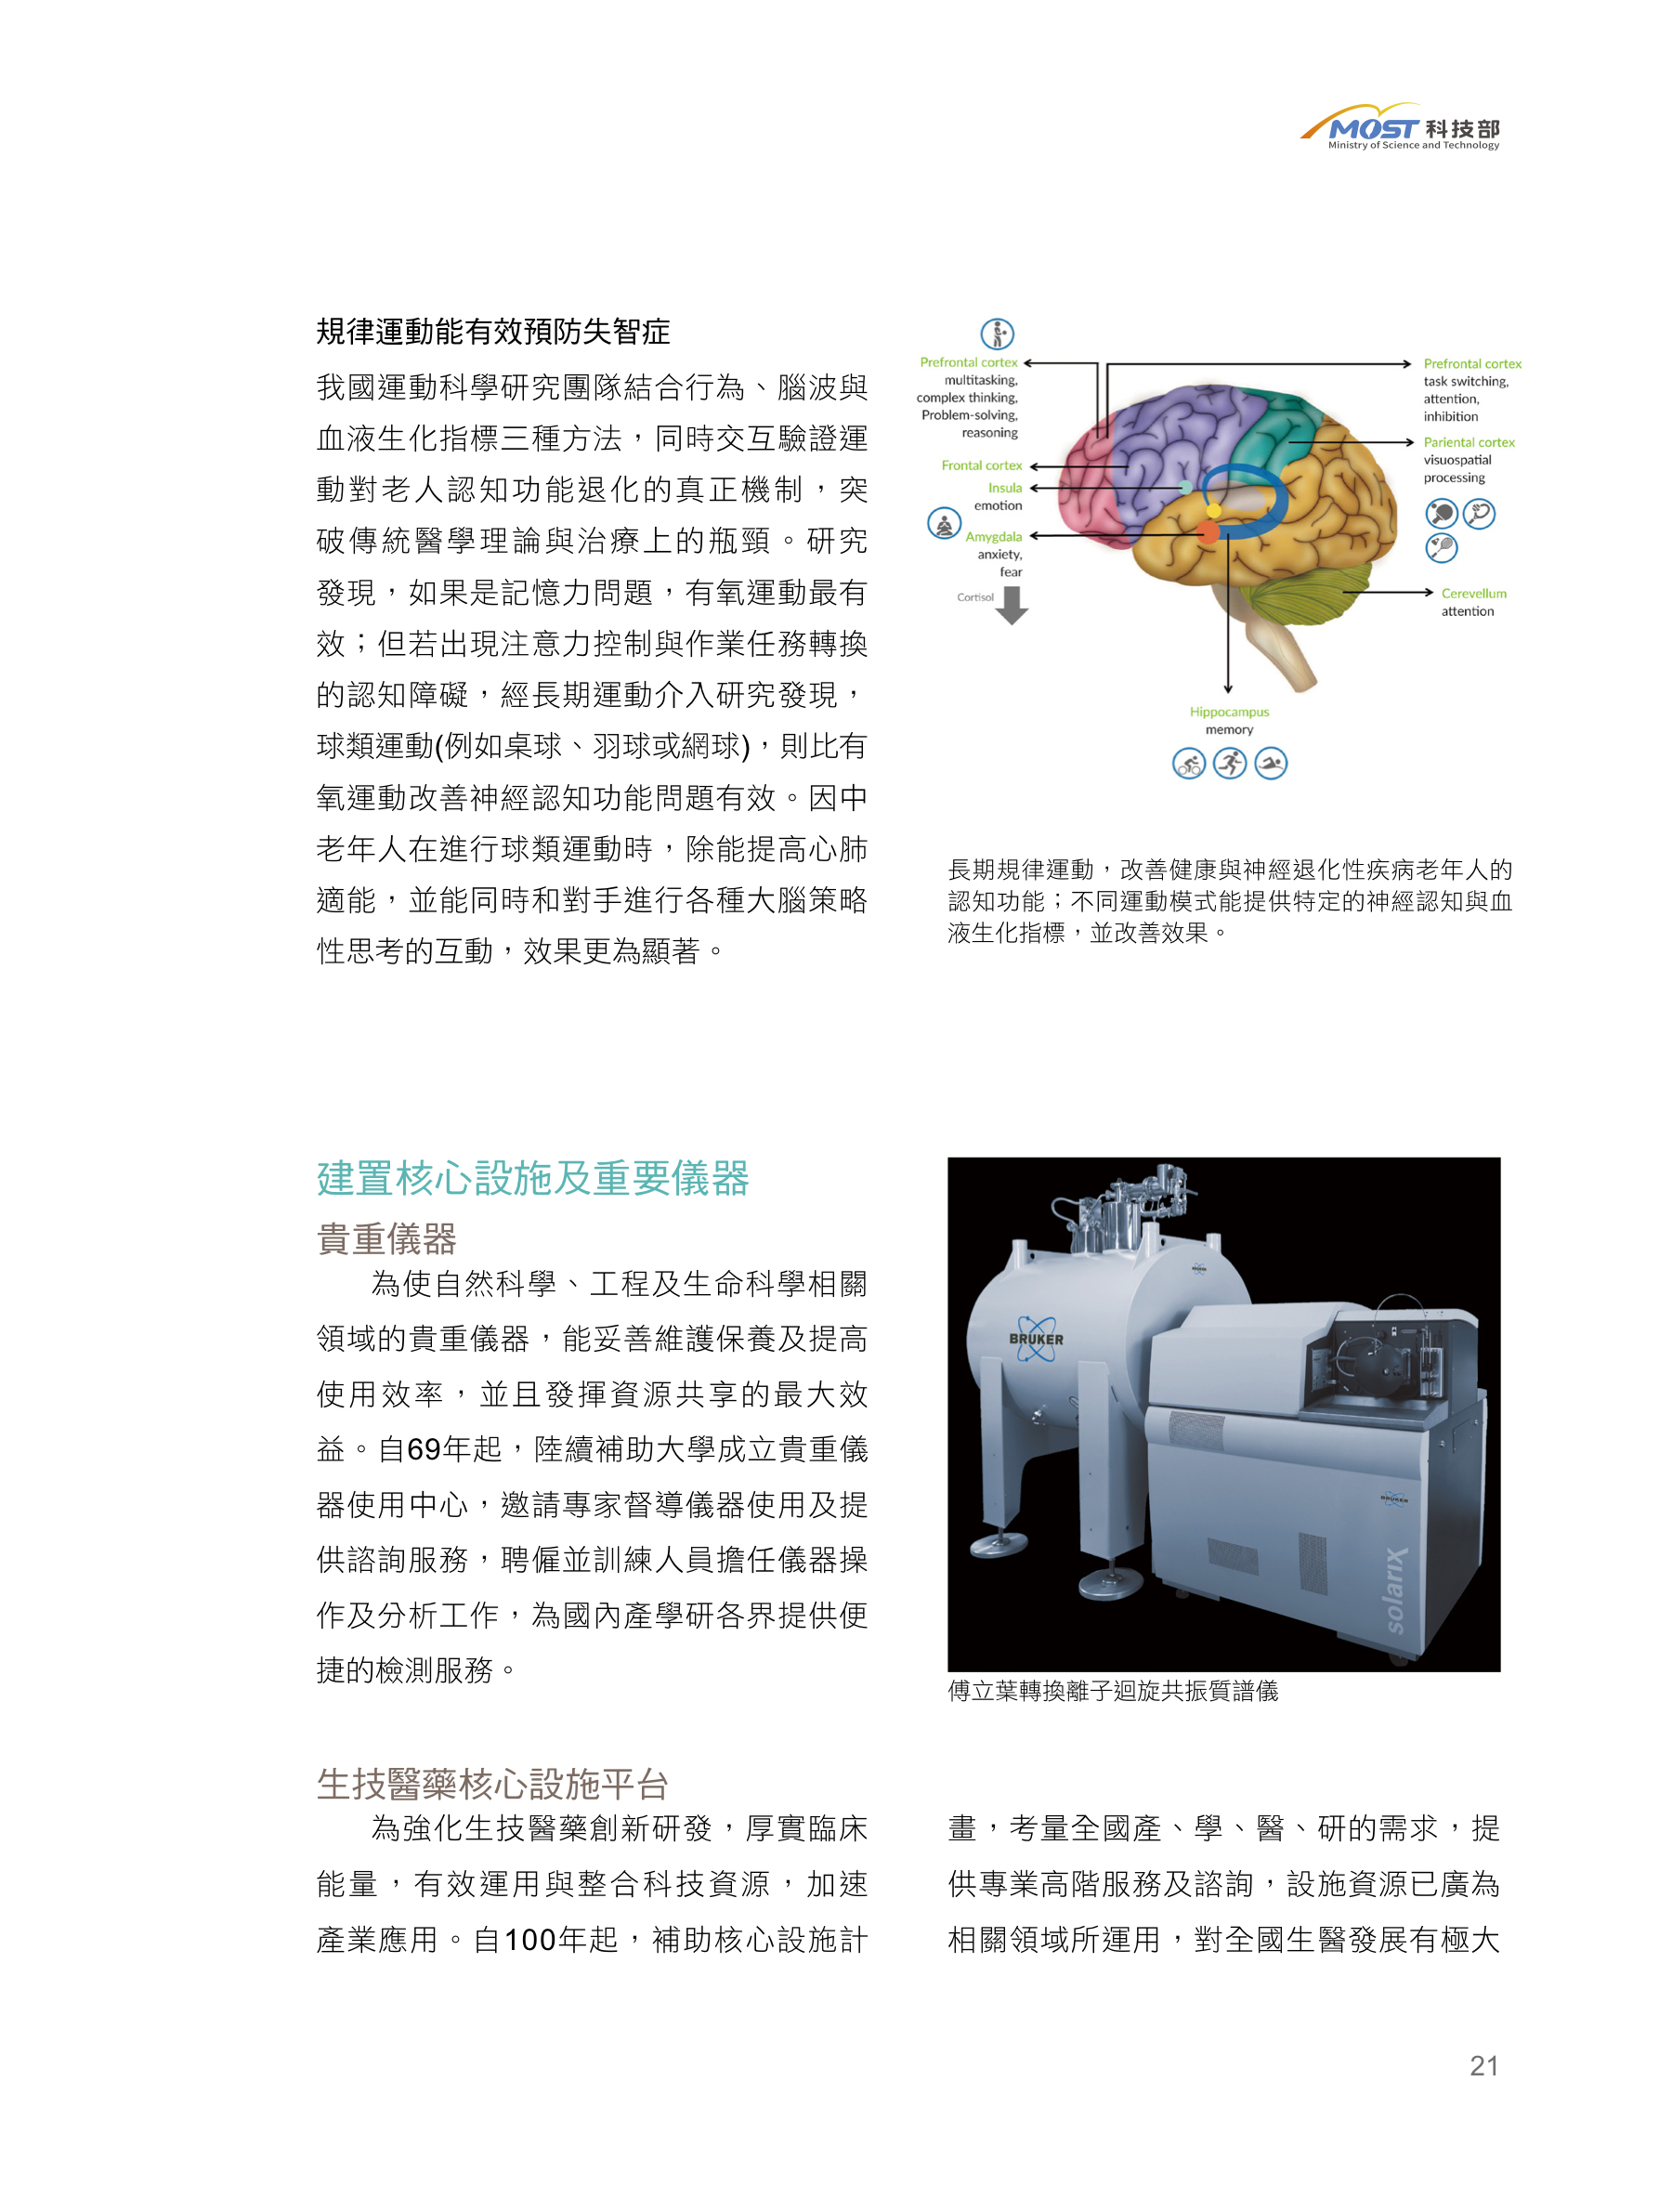 MOST 科技部
Ministry of Science and Technology
規律運動能有效預防失智症
我國運動科學研究團隊結合行為、腦波與
血液生化指標三種方法，同時交互驗證運
動對老人認知功能退化的真正機制，突
破傳統醫學理論與治療上的瓶頸。研究
發現，如果是記憶力問題，有氧運動最有
效；但若出現注意力控制與作業任務轉換
的認知障礙，經長期運動介入研究發現，
球類運動(例如桌球、羽球或網球)，則比有
氧運動改善神經認知功能問題有效。因中
老年人在進行球類運動時，除能提高心肺
適能，並能同時和對手進行各種大腦策略
性思考的互動，效果更為顯著。
Prefrontal cortex
multitasking,
complex thinking,
Problem-solving,
reasoning
Frontal cortex
Insula
emotion
Amygdala
anxiety,
fear
Cortisol
Prefrontal cortex
task switching,
attention,
inhibition
Pariental cortex
visuospatial
processing
Cerevellum
attention
Hippocampus
memory
長期規律運動，改善健康與神經退化性疾病老年人的
認知功能；不同運動模式能提供特定的神經認知與血
液生化指標，並改善效果。
建置核心設施及重要儀器
貴重儀器
為使自然科學、工程及生命科學相關
領域的貴重儀器，能妥善維護保養及提高
使用效率，並且發揮資源共享的最大效
益。自69年起，陸續補助大學成立貴重儀
器使用中心，邀請專家督導儀器使用及提
供諮詢服務，聘僱並訓練人員擔任儀器操
作及分析工作，為國內產學研各界提供便
捷的檢測服務。
BRUKER
BRUKER
BRUKER
solarix
傅立葉轉換離子迴旋共振質譜儀
生技醫藥核心設施平台
為強化生技醫藥創新研發，厚實臨床
能量，有效運用與整合科技資源，加速
產業應用。自100年起，補助核心設施計
畫，考量全國產、學、醫、研的需求，提
供專業高階服務及諮詢，設施資源已廣為
相關領域所運用，對全國生醫發展有極大
21